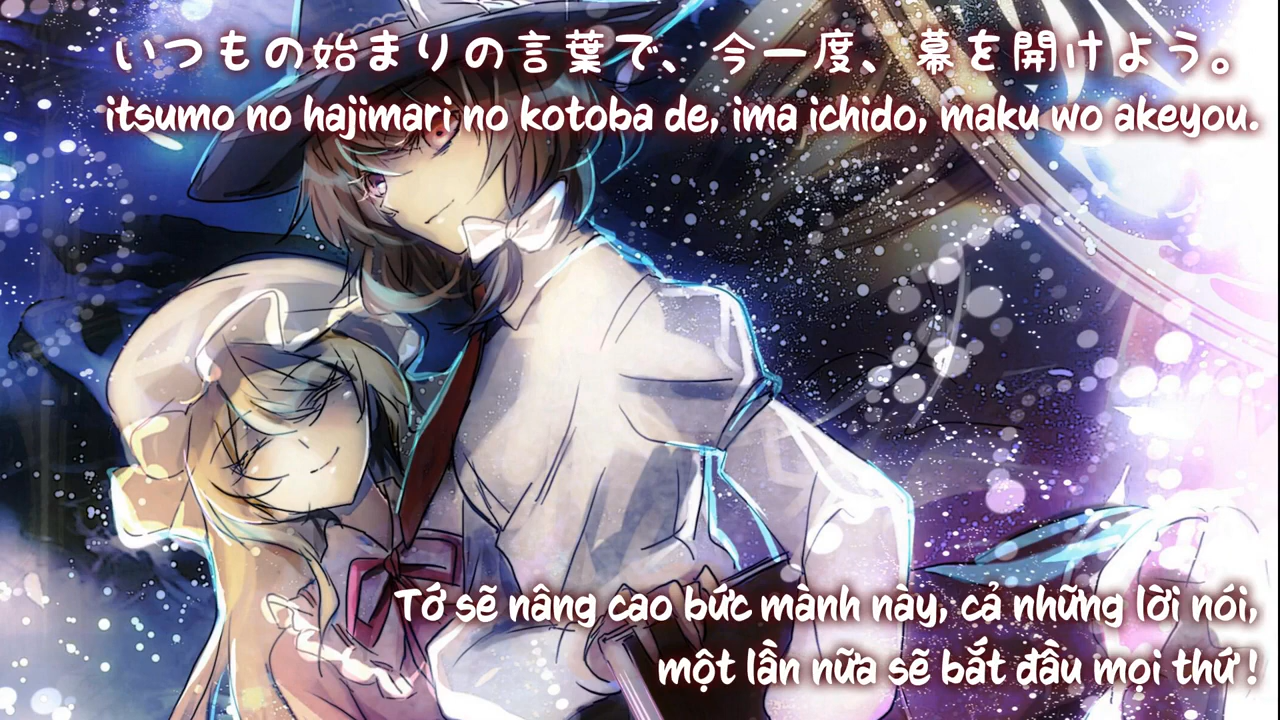 いつもの始まりの言葉で、今一度、幕を開けよう。
itsumo no hajimari no kotoba de, ima ichido, maku wo akeyou.
Tớ sẽ nâng cao bức mành này, cả những lời nói,
một lần nữa sẽ bắt đầu mọi thứ !